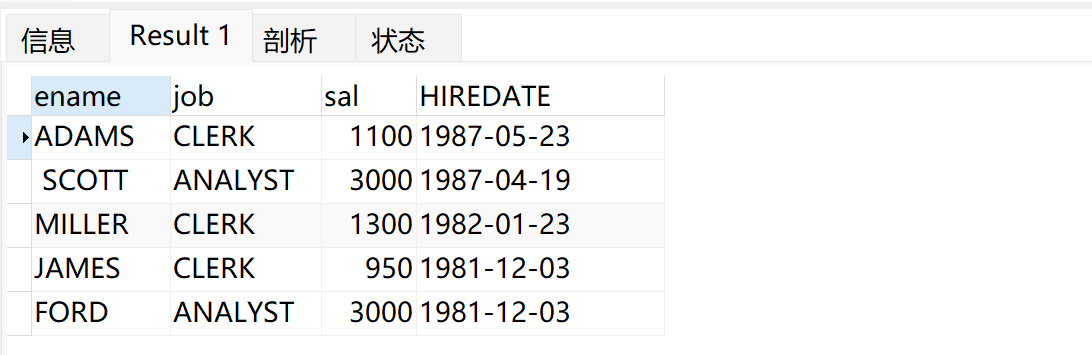 信息 Result 1 剖析 状态
ename job sal HIREDATE
ADAMS CLERK 1100 1987-05-23
SCOTT ANALYST 3000 1987-04-19
MILLER CLERK 1300 1982-01-23
JAMES CLERK 950 1981-12-03
FORD ANALYST 3000 1981-12-03